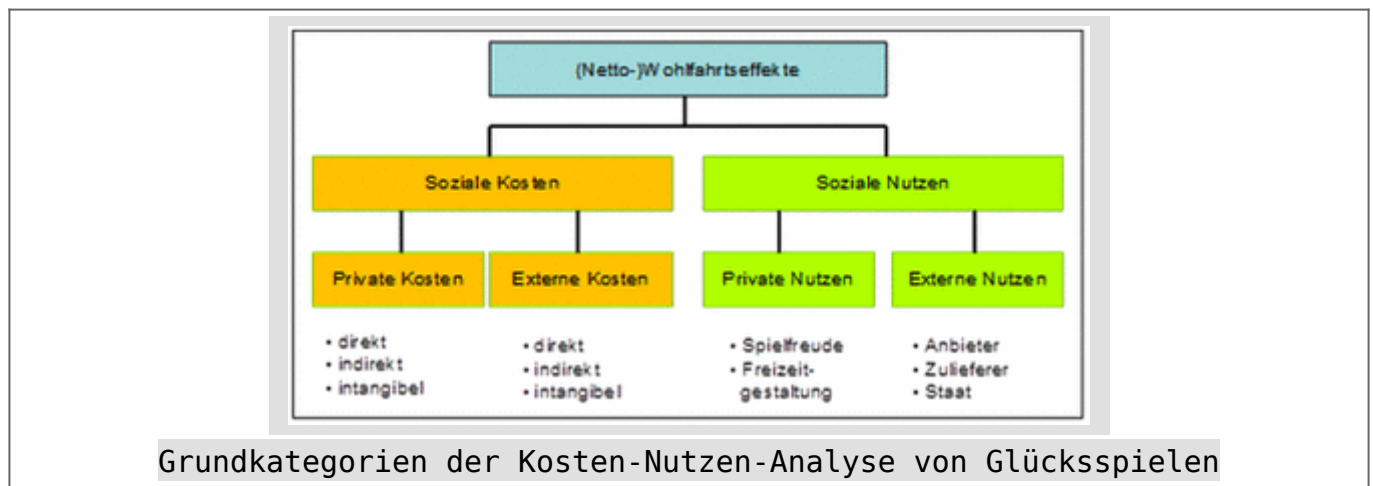 (Netto-)Wohlfahrtseffekte
Soziale Kosten
Soziale Nutzen
Private Kosten
Externe Kosten
Private Nutzen
Externe Nutzen
• direkt
• indirekt
• intangibel
• direkt
• indirekt
• intangibel
• Spielfreude
• Freizeit-
gestaltung
• Anbieter
• Zulieferer
• Staat
Grundkategorien der Kosten-Nutzen-Analyse von Glücksspielen